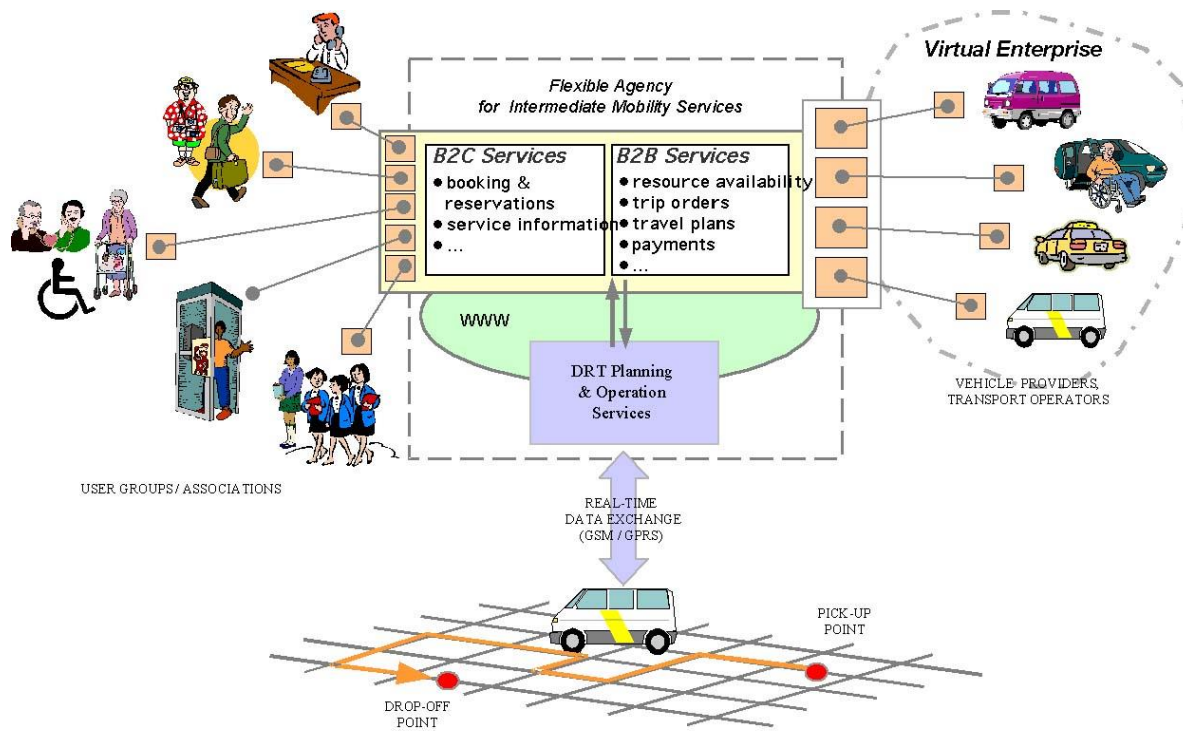 Virtual Enterprise
Flexible Agency
for Intermediate Mobility Services
B2C Services
• booking &
reservations
• service information
• ...
B2B Services
• resource availability
• trip orders
• travel plans
• payments
• ...
WWW
DRT Planning
& Operation
Services
VEHICLE PROVIDERS,
TRANSPORT OPERATORS
USER GROUPS / ASSOCIATIONS
REAL-TIME
DATA EXCHANGE
(GSM / GPRS)
PICK-UP
POINT
DROP-OFF
POINT